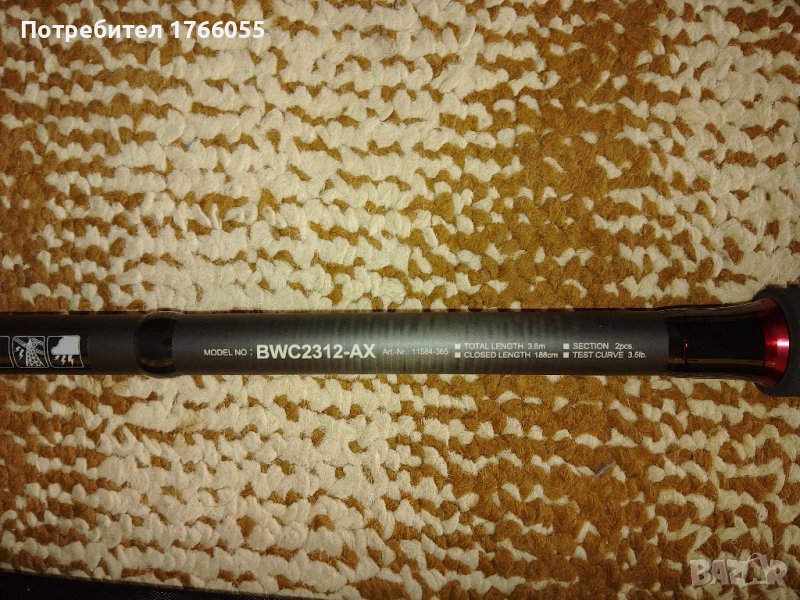 Потребител 1766055
MODEL NO : BWC2312-AX Art.-Nr. : 11584-365 ■ TOTAL LENGTH 3.6m ■ SECTION 2pcs.
■ CLOSED LENGTH 188cm ■ TEST CURVE 3.5lb.
BAZAR